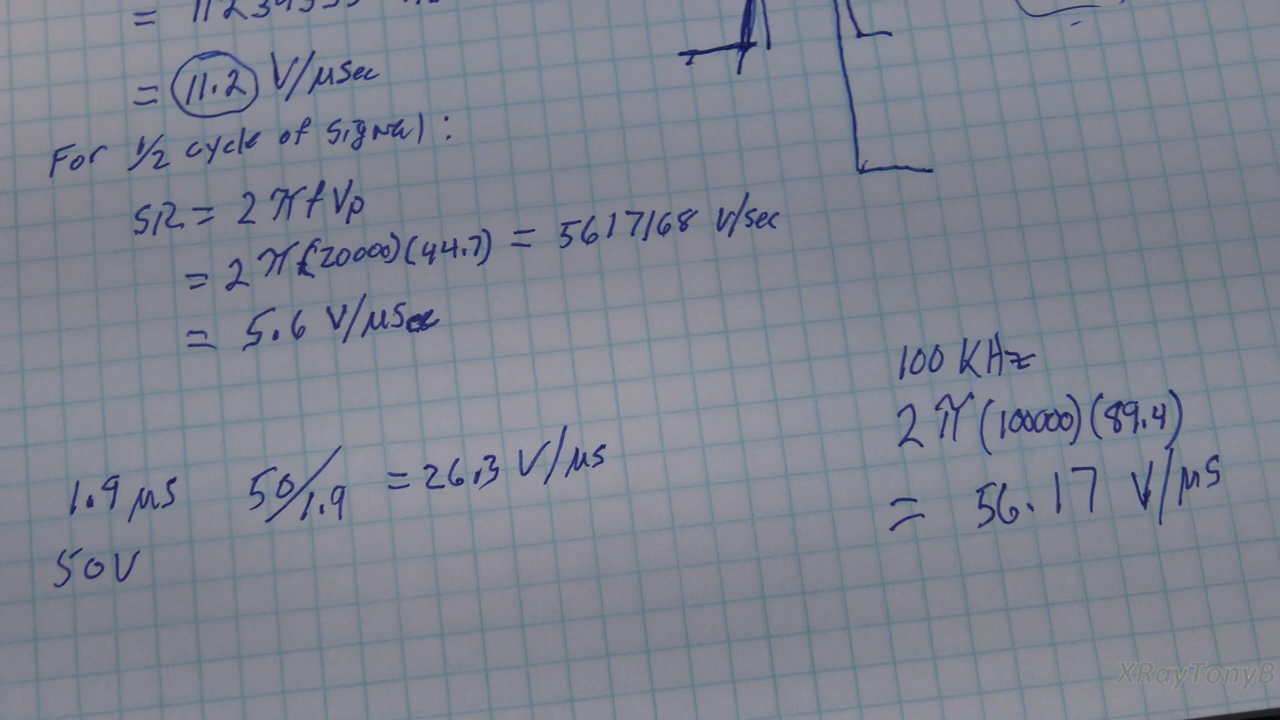 =
= 11.2 V/μSec
For 1/2 cycle of signal:
SR = 2πfVp
= 2π(20000)(44.7) = 5617168 V/sec
= 5.6 V/μSec
100 KHz
2π(100000)(89.4)
= 56.17 V/μS
1.9 μS 50/1.9 = 26.3 V/μS
50V
XRayTonyB